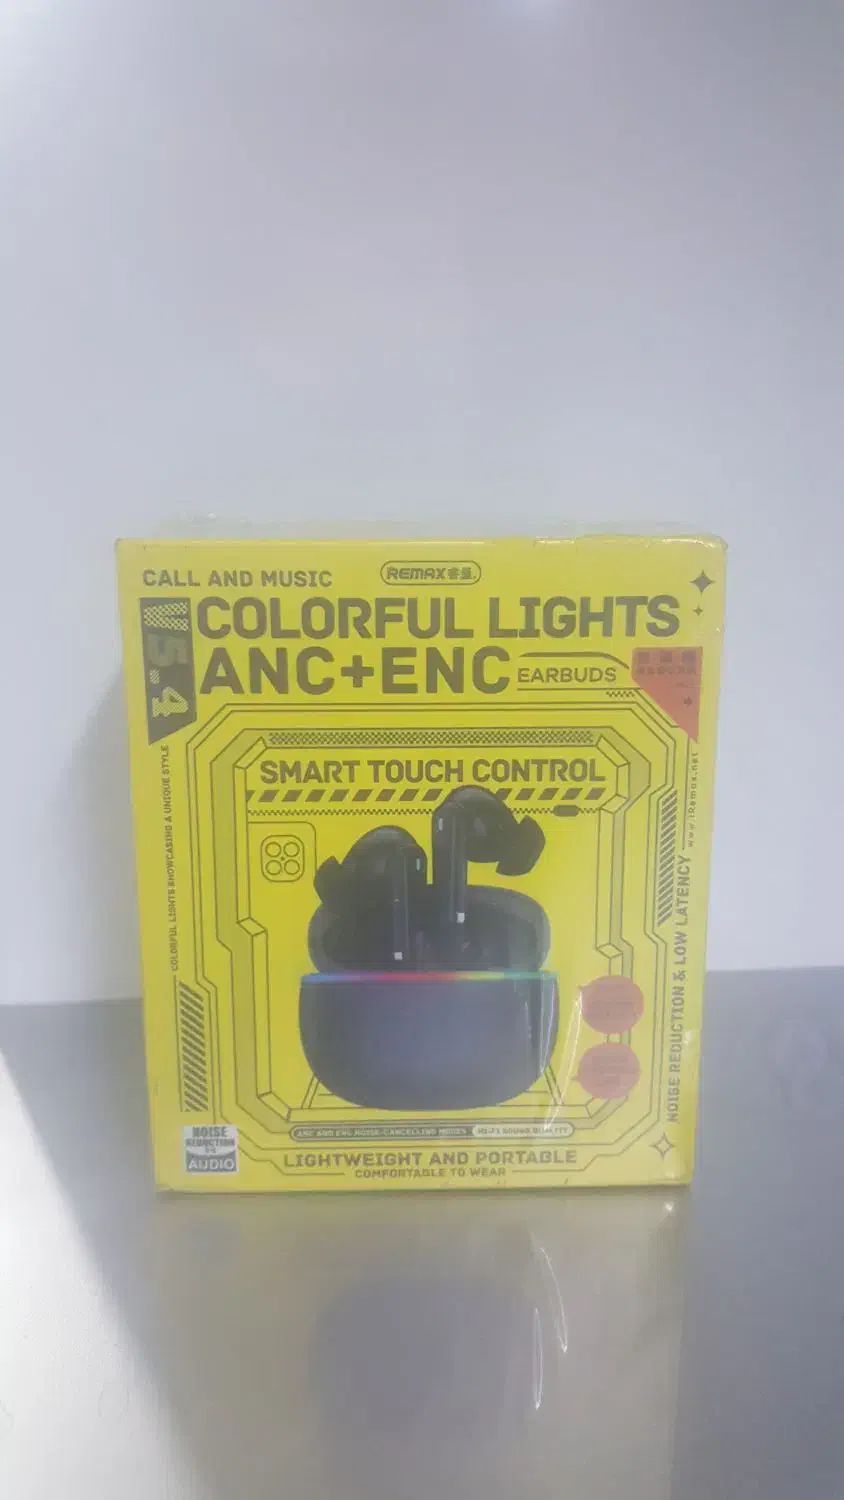 CALL AND MUSIC
REMAX
V5.4
COLORFUL LIGHTS
ANC+ENC
EARBUDS
SMART TOUCH CONTROL
COLORFUL LIGHTS SHOWCASING A UNIQUE STYLE
www.iRemax.net
NOISE REDUCTION & LOW LATENCY
ANC AND ENC NOISE-CANCELLING MODES
HI-FI SOUND QUALITY
NOISE
REDUCTION
AUDIO
LIGHTWEIGHT AND PORTABLE
COMFORTABLE TO WEAR